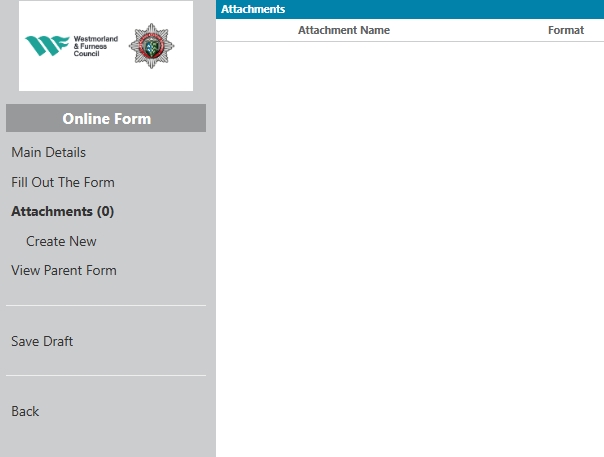 Westmorland
& Furness
Council
Online Form
Main Details
Fill Out The Form
Attachments (0)
Create New
View Parent Form
Save Draft
Back
Attachments
Attachment Name Format